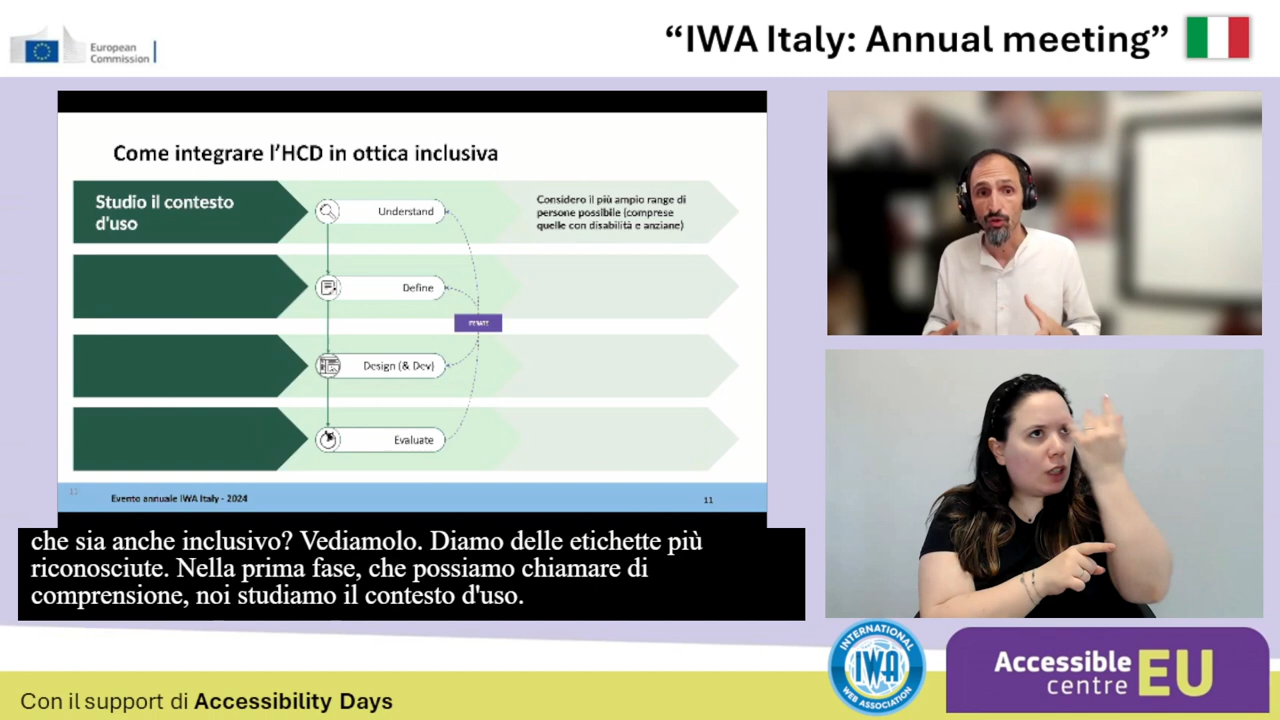 European
Commission
“IWA Italy: Annual meeting”
Come integrare l’HCD in ottica inclusiva
Studio il contesto
d'uso
Understand
Considero il più ampio range di
persone possibile (comprese
quelle con disabilità e anziane)
Define
Design (& Dev)
Evaluate
11
Evento annuale IWA Italy - 2024
11
che sia anche inclusivo? Vediamolo. Diamo delle etichette più
riconosciute. Nella prima fase, che possiamo chiamare di
comprensione, noi studiamo il contesto d'uso.
INTERNATIONAL
IWA
WEB ASSOCIATION
Accessible
centre
EU
Con il support di Accessibility Days